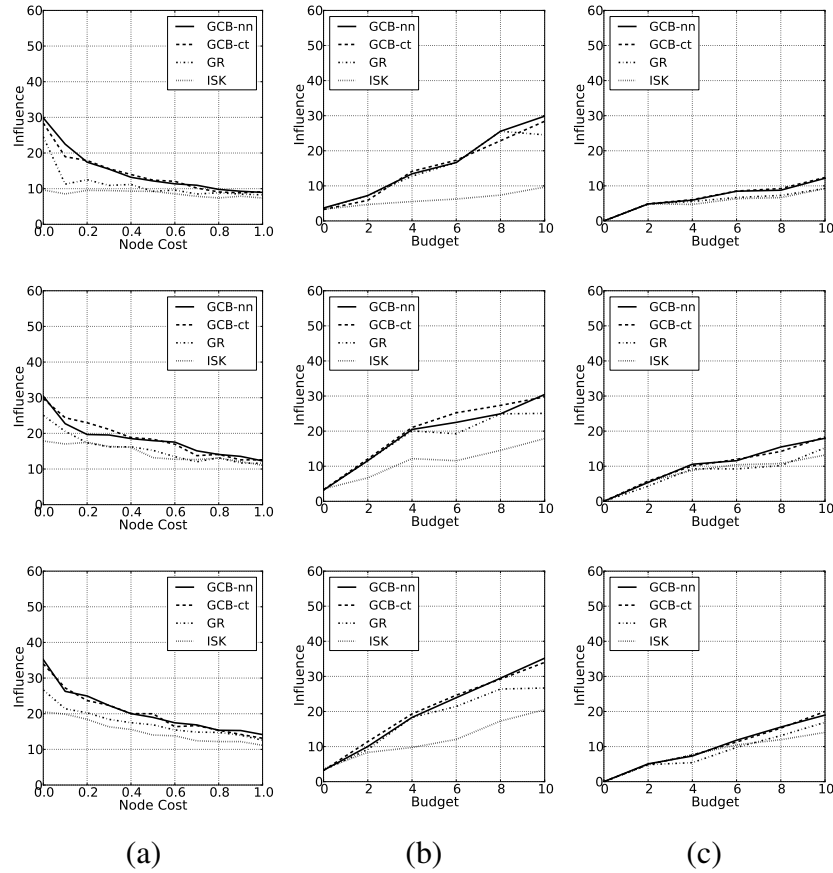 60
50
40
30
20
10
0
Influence
0.0
0.2
0.4
0.6
0.8
1.0
Node Cost
GCB-nn
GCB-ct
GR
ISK
60
50
40
30
20
10
0
Influence
0
2
4
6
8
10
Budget
GCB-nn
GCB-ct
GR
ISK
60
50
40
30
20
10
0
Influence
0
2
4
6
8
10
Budget
GCB-nn
GCB-ct
GR
ISK
60
50
40
30
20
10
0
Influence
0.0
0.2
0.4
0.6
0.8
1.0
Node Cost
GCB-nn
GCB-ct
GR
ISK
60
50
40
30
20
10
0
Influence
0
2
4
6
8
10
Budget
GCB-nn
GCB-ct
GR
ISK
60
50
40
30
20
10
0
Influence
0
2
4
6
8
10
Budget
GCB-nn
GCB-ct
GR
ISK
60
50
40
30
20
10
0
Influence
0.0
0.2
0.4
0.6
0.8
1.0
Node Cost
GCB-nn
GCB-ct
GR
ISK
60
50
40
30
20
10
0
Influence
0
2
4
6
8
10
Budget
GCB-nn
GCB-ct
GR
ISK
60
50
40
30
20
10
0
Influence
0
2
4
6
8
10
Budget
GCB-nn
GCB-ct
GR
ISK
(a)
(b)
(c)